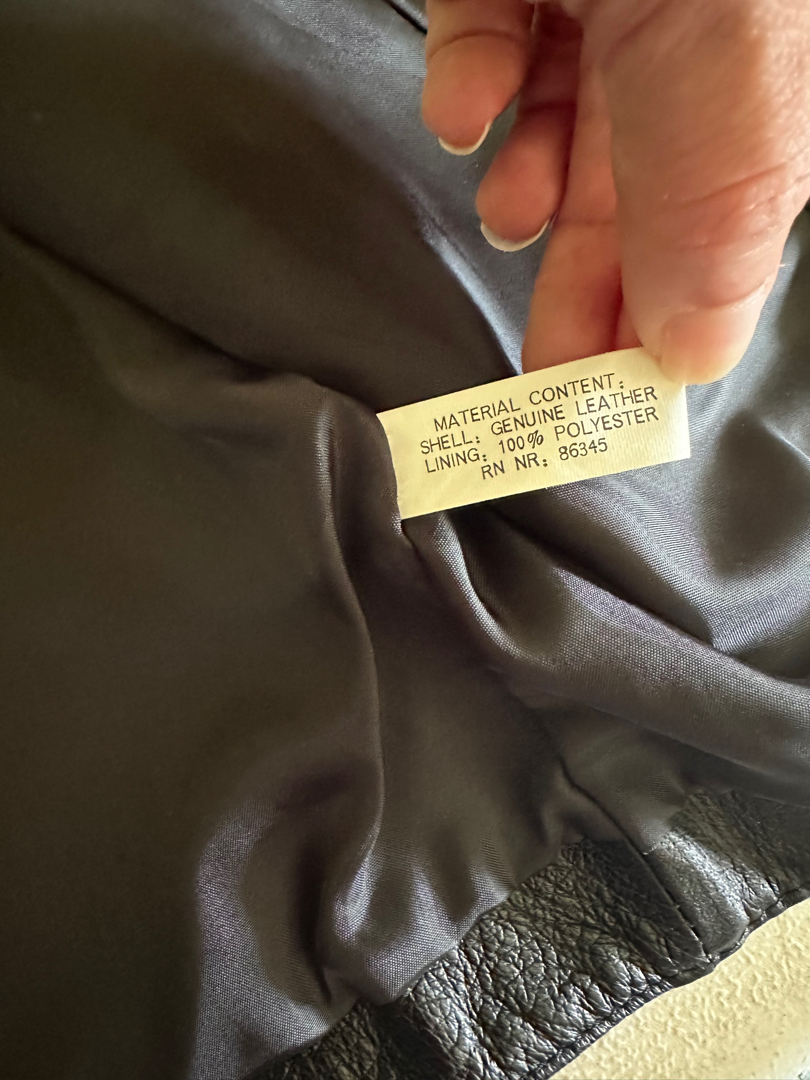 MATERIAL CONTENT:
SHELL: GENUINE LEATHER
LINING: 100% POLYESTER
RN NR: 86345